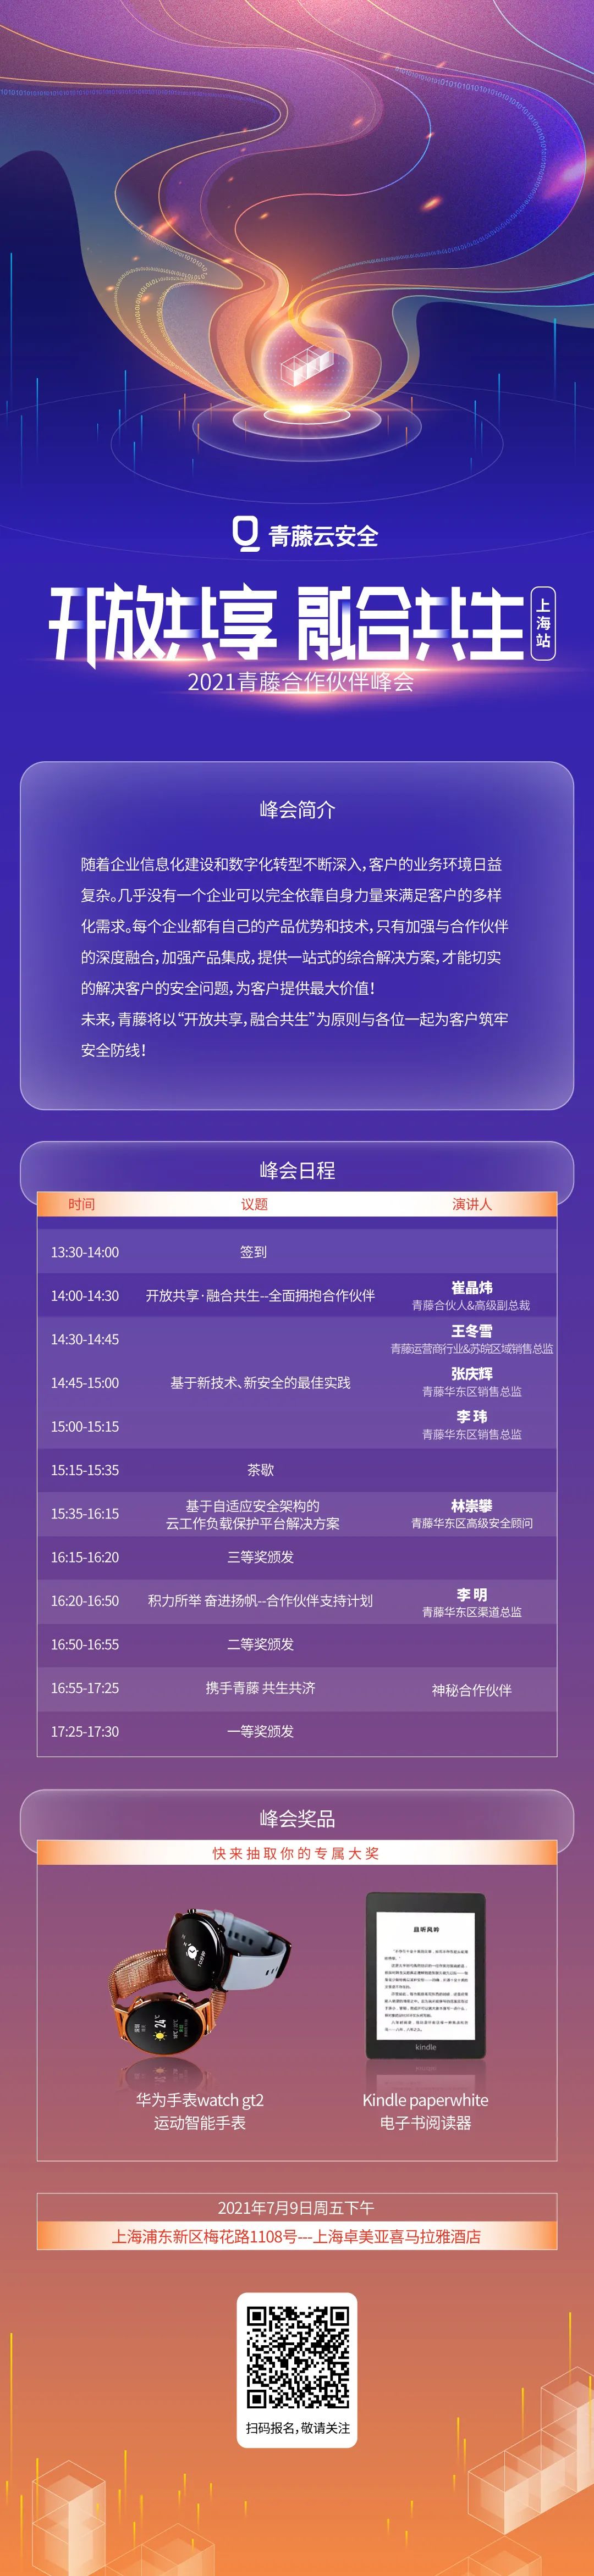 青藤云安全
开放共享 融合共生
上海站
2021青藤合作伙伴峰会
峰会简介
随着企业信息化建设和数字化转型不断深入,客户的业务环境日益
复杂。几乎没有一个企业可以完全依靠自身力量来满足客户的多样
化需求。每个企业都有自己的产品优势和技术,只有加强与合作伙伴
的深度融合,加强产品集成,提供一站式的综合解决方案,才能切实
的解决客户的安全问题,为客户提供最大价值!
未来,青藤将以“开放共享,融合共生”为原则与各位一起为客户筑牢
安全防线!
峰会日程
时间 议题 演讲人
13:30-14:00 签到
14:00-14:30 开放共享·融合共生--全面拥抱合作伙伴 崔晶炜
青藤合伙人&高级副总裁
14:30-14:45 王冬雪
青藤运营商行业&苏皖区域销售总监
14:45-15:00 基于新技术、新安全的最佳实践 张庆辉
青藤华东区销售总监
15:00-15:15 李 玮
青藤华东区销售总监
15:15-15:35 茶歇
15:35-16:15 基于自适应安全架构的
云工作负载保护平台解决方案 林崇攀
青藤华东区高级安全顾问
16:15-16:20 三等奖颁发
16:20-16:50 积力所举 奋进扬帆--合作伙伴支持计划 李 明
青藤华东区渠道总监
16:50-16:55 二等奖颁发
16:55-17:25 携手青藤 共生共济 神秘合作伙伴
17:25-17:30 一等奖颁发
峰会奖品
快来抽取你的专属大奖
且听风吟
kindle
华为手表watch gt2
运动智能手表
Kindle paperwhite
电子书阅读器
2021年7月9日周五下午
上海浦东新区梅花路1108号---上海卓美亚喜马拉雅酒店
扫码报名,敬请关注